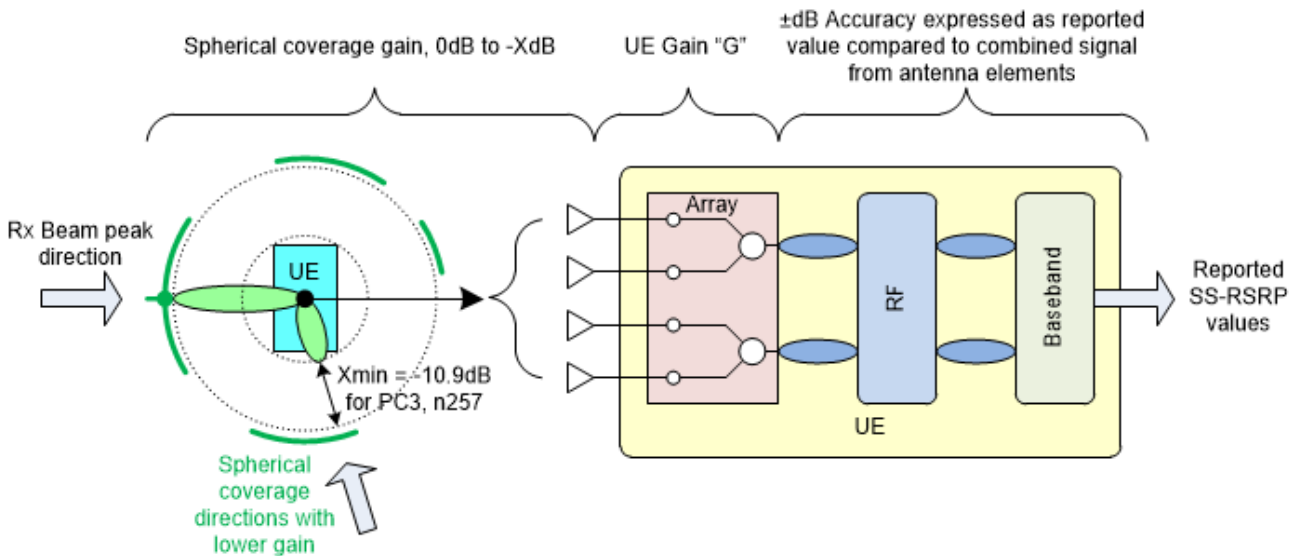 Spherical coverage gain, 0dB to -XdB
UE Gain “G”
±dB Accuracy expressed as reported
value compared to combined signal
from antenna elements
Rx Beam peak
direction
UE
Xmin = -10.9dB
for PC3, n257
Spherical
coverage
directions with
lower gain
Array
RF
Baseband
UE
Reported
SS-RSRP
values